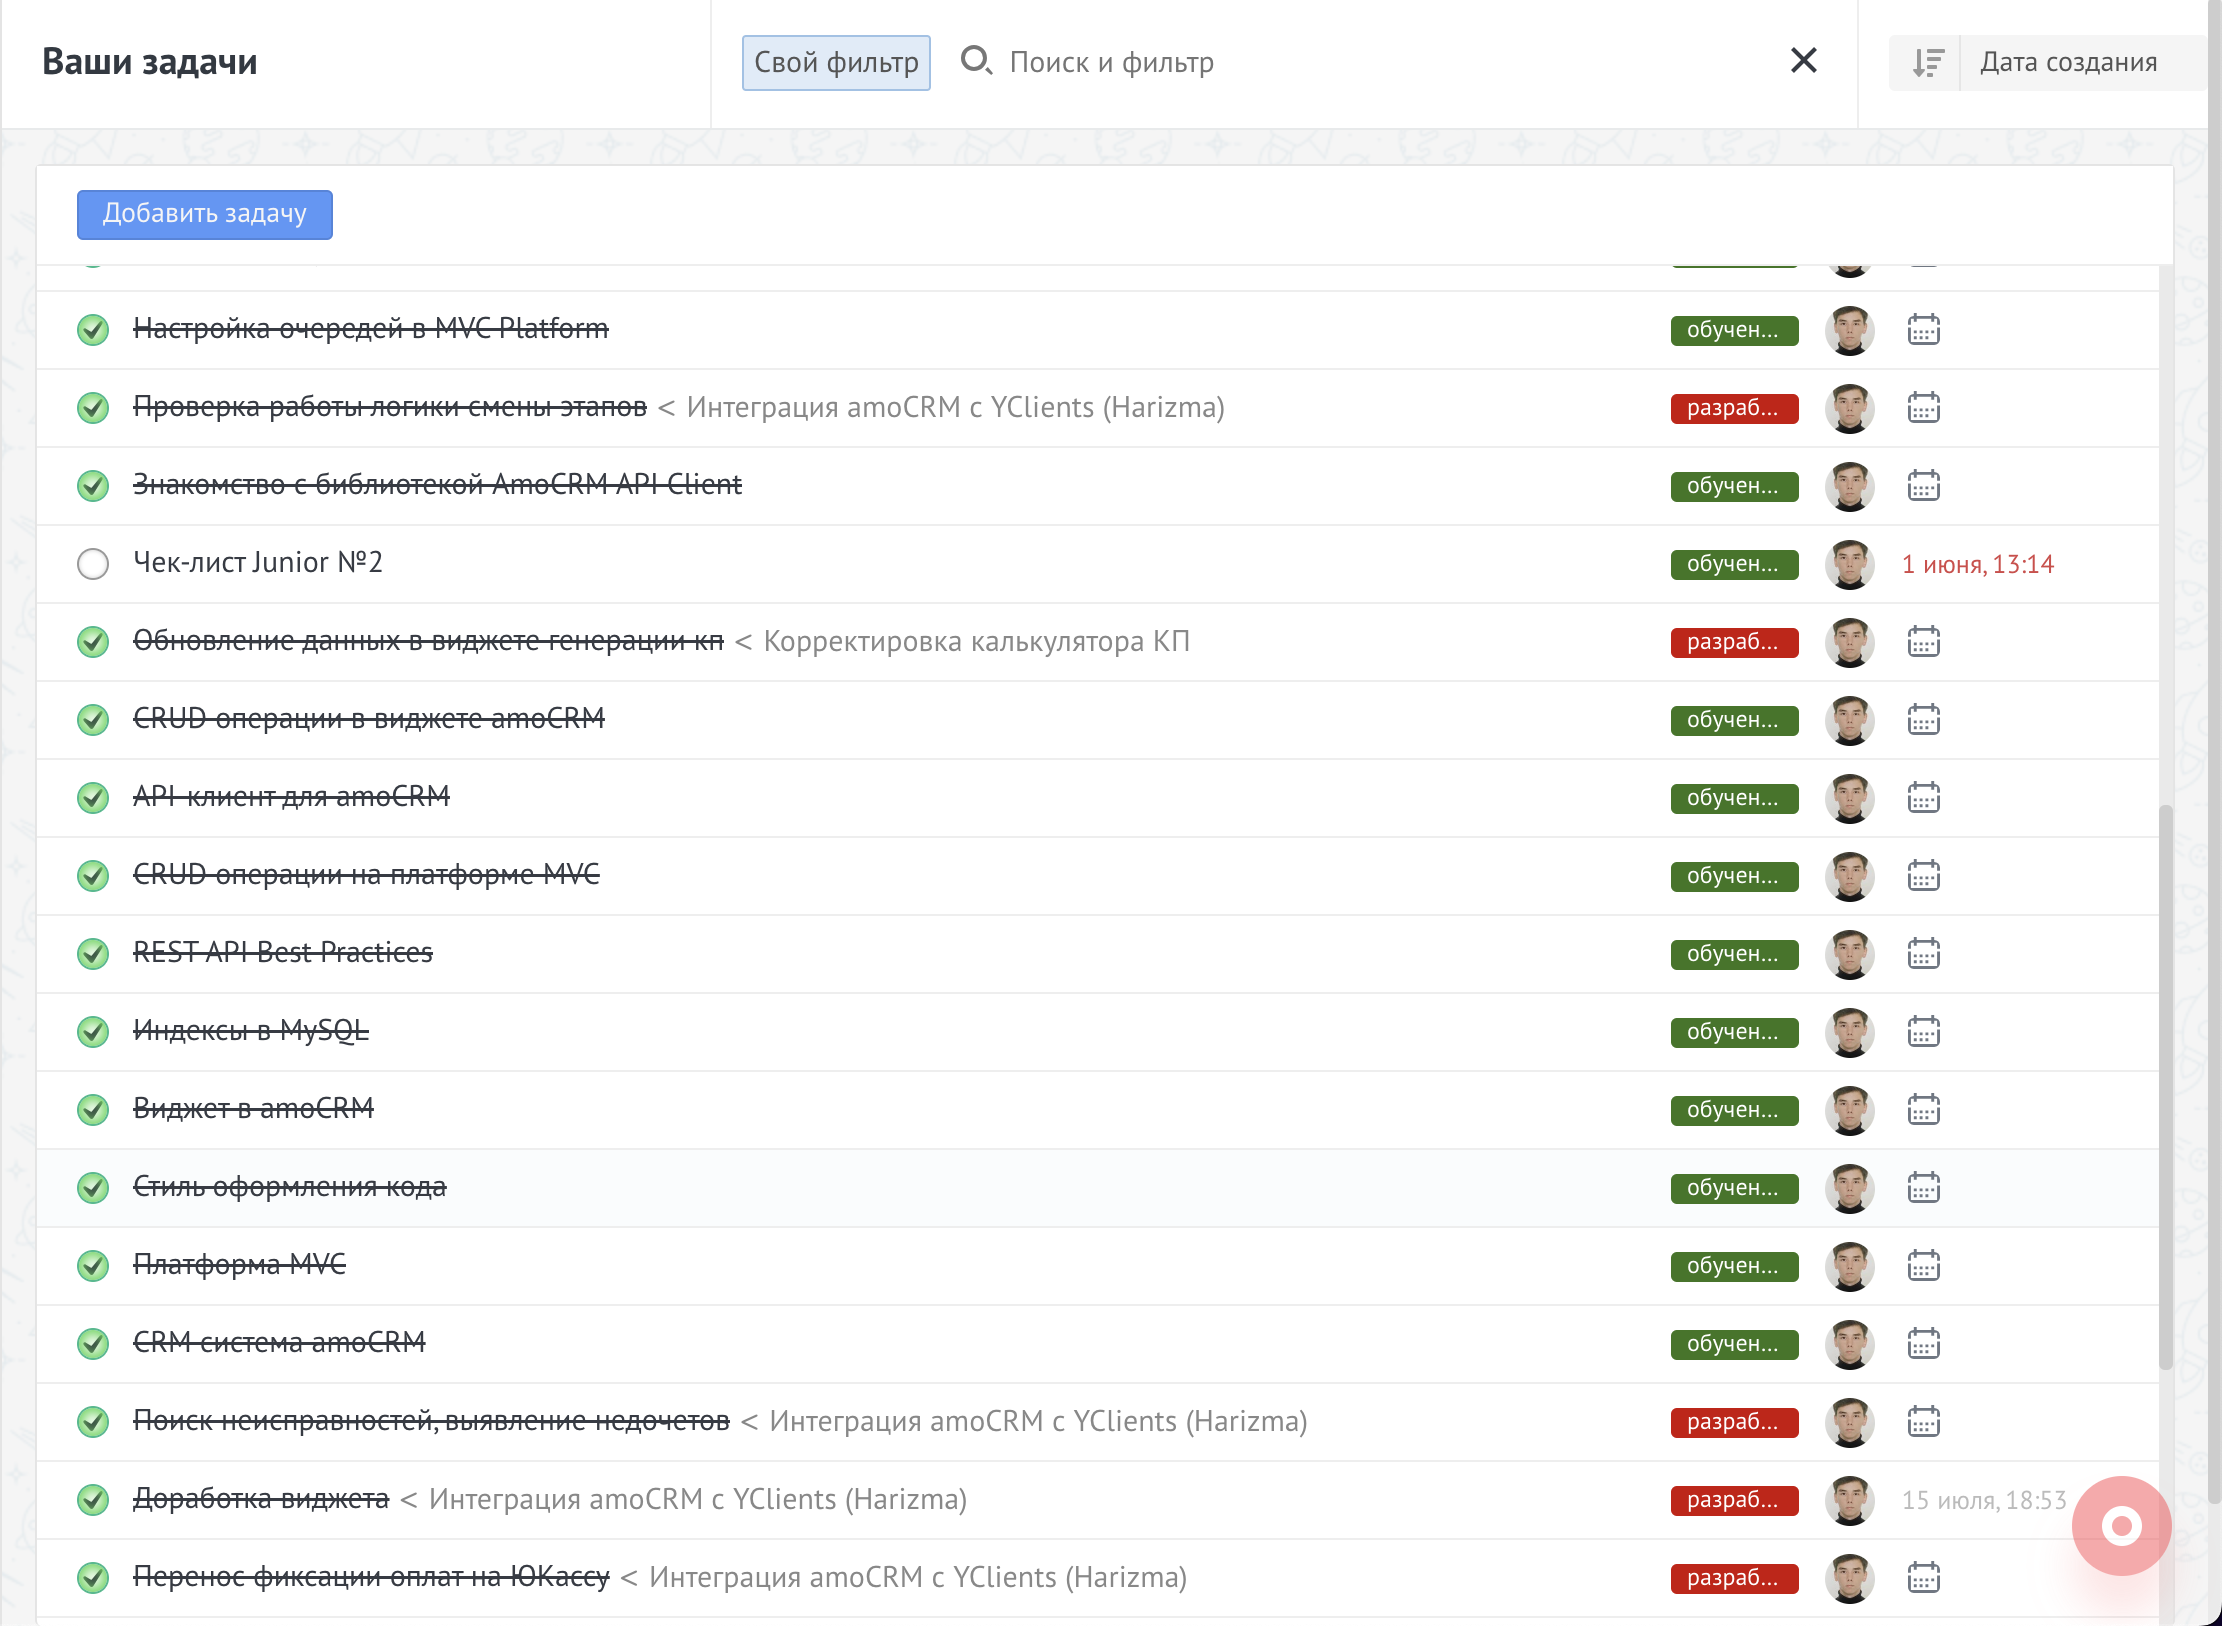 Ваши задачи
Свой фильтр Поиск и фильтр
Дата создания
Добавить задачу
Настройка очередей в MVC Platform обучен...
Проверка работы логики смены этапов < Интеграция amoCRM с YClients (Harizma) разраб...
Знакомство с библиотекой AmoCRM API Client обучен...
Чек-лист Junior №2 обучен... 1 июня, 13:14
Обновление данных в виджете генерации кп < Корректировка калькулятора КП разраб...
CRUD операции в виджете amoCRM обучен...
API-клиент для amoCRM обучен...
CRUD операции на платформе MVC обучен...
REST API Best Practices обучен...
Индексы в MySQL обучен...
Виджет в amoCRM обучен...
Стиль оформления кода обучен...
Платформа MVC обучен...
CRM система amoCRM обучен...
Поиск неисправностей, выявление недочетов < Интеграция amoCRM с YClients (Harizma) разраб...
Доработка виджета < Интеграция amoCRM с YClients (Harizma) разраб... 15 июля, 18:53
Перенос фиксации оплат на ЮКассу < Интеграция amoCRM с YClients (Harizma) разраб...